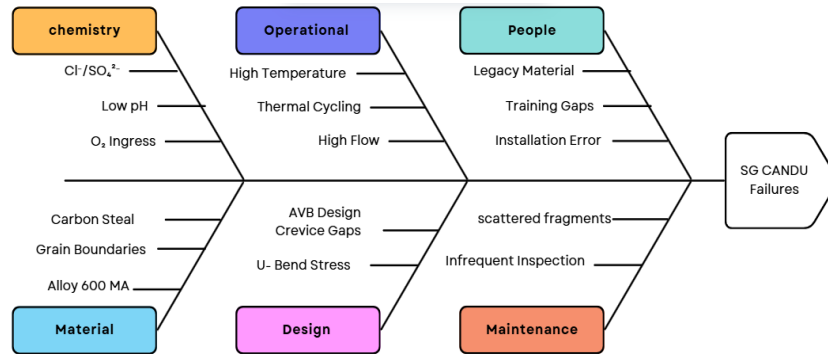 chemistry
Operational
People
Cl⁻/SO₄²⁻
High Temperature
Legacy Material
Low pH
Thermal Cycling
Training Gaps
O₂ Ingress
High Flow
Installation Error
SG CANDU
Failures
Carbon Steal
AVB Design
Crevice Gaps
scattered fragments
Grain Boundaries
U- Bend Stress
Infrequent Inspection
Alloy 600 MA
Material
Design
Maintenance